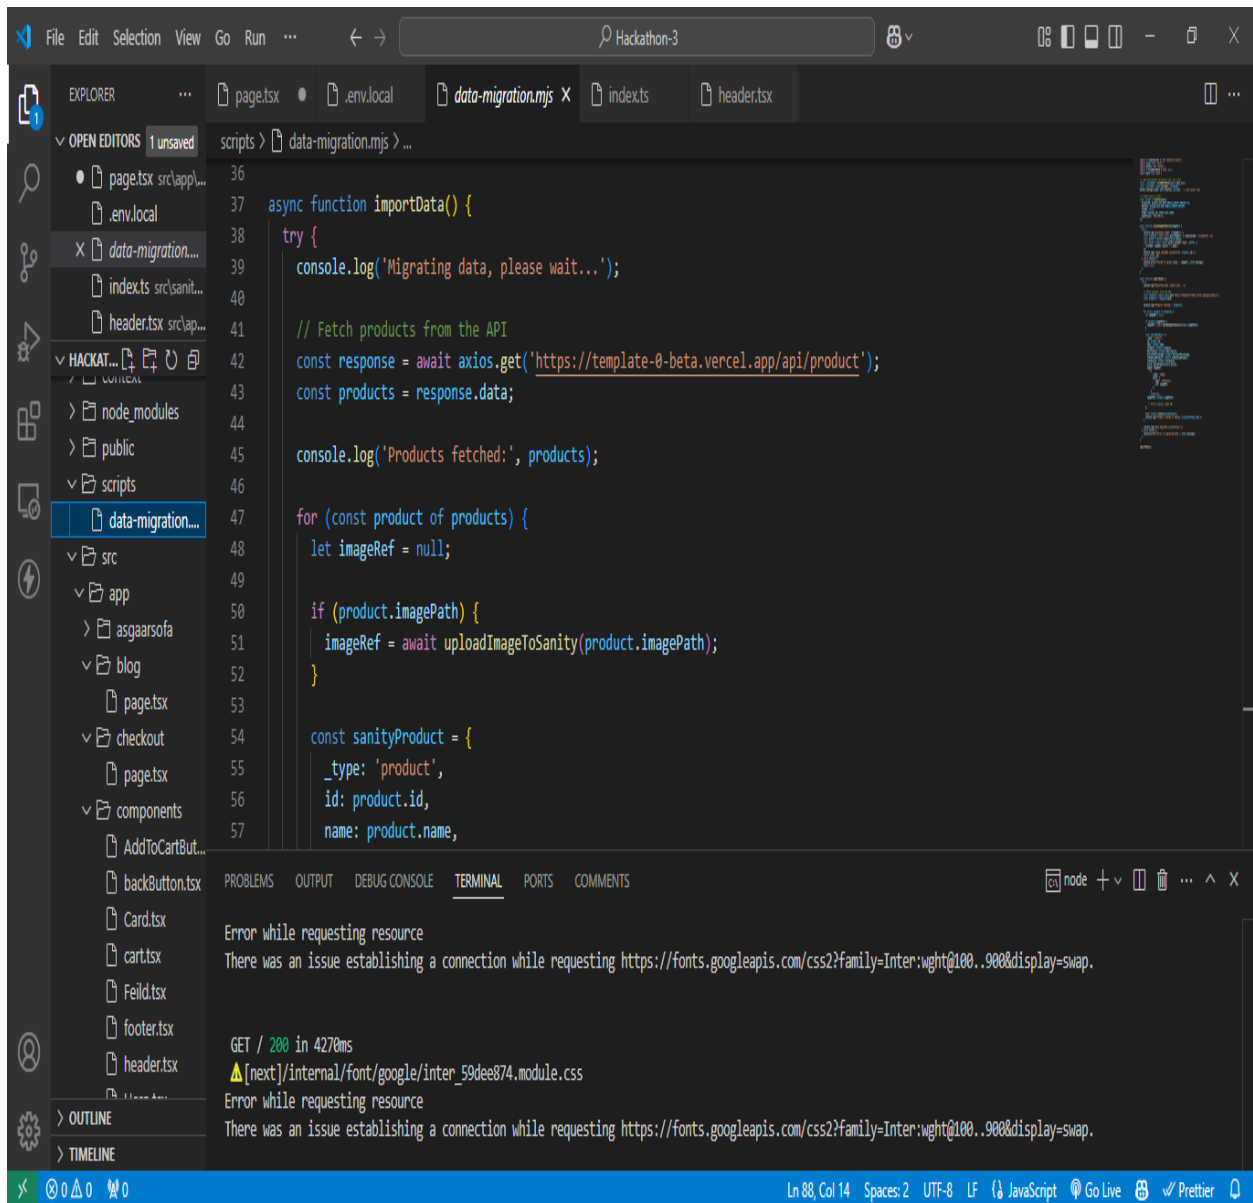 File Edit Selection View Go Run ··· ← → Hackathon-3
EXPLORER ···
OPEN EDITORS 1 unsaved
page.tsx src\app\...
.env.local
data-migration....
index.ts src\sanit...
header.tsx src\ap...
HACKAT...
context
node_modules
public
scripts
data-migration....
src
app
asgaarsofa
blog
page.tsx
checkout
page.tsx
components
AddToCartBut...
backButton.tsx
Card.tsx
cart.tsx
Feild.tsx
footer.tsx
header.tsx
OUTLINE
TIMELINE
page.tsx .env.local data-migration.mjs index.ts header.tsx ···
scripts > data-migration.mjs > ...
36
37 async function importData() {
38 try {
39 console.log('Migrating data, please wait...');
40
41 // Fetch products from the API
42 const response = await axios.get('https://template-0-beta.vercel.app/api/product');
43 const products = response.data;
44
45 console.log('Products fetched:', products);
46
47 for (const product of products) {
48 let imageRef = null;
49
50 if (product.imagePath) {
51 imageRef = await uploadImageToSanity(product.imagePath);
52 }
53
54 const sanityProduct = {
55 _type: 'product',
56 id: product.id,
57 name: product.name,
PROBLEMS OUTPUT DEBUG CONSOLE TERMINAL PORTS COMMENTS node
Error while requesting resource
There was an issue establishing a connection while requesting https://fonts.googleapis.com/css2?family=Inter:wght@100..900&display=swap.
GET / 200 in 4270ms
⚠ [next]/internal/font/google/inter_59dee874.module.css
Error while requesting resource
There was an issue establishing a connection while requesting https://fonts.googleapis.com/css2?family=Inter:wght@100..900&display=swap.
0 0 0 Ln 88, Col 14 Spaces: 2 UTF-8 LF JavaScript Go Live Prettier
1